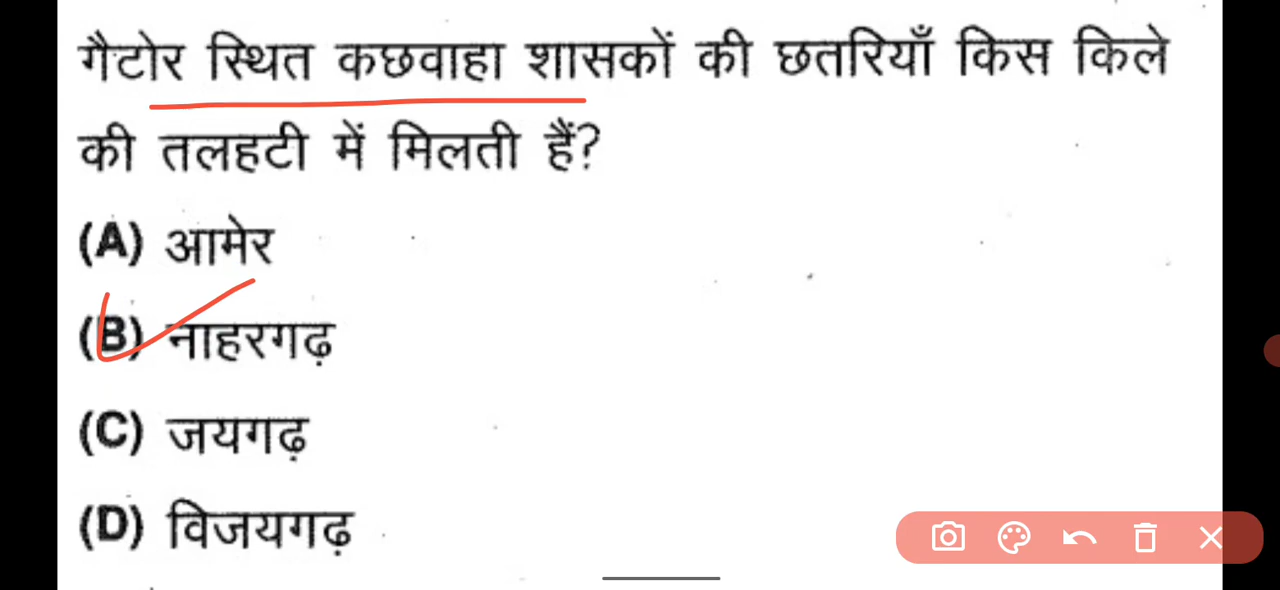 गैटोर स्थित कछवाहा शासकों की छतरियाँ किस किले
की तलहटी में मिलती हैं?
(A) आमेर
(B) नाहरगढ़
(C) जयगढ़
(D) विजयगढ़